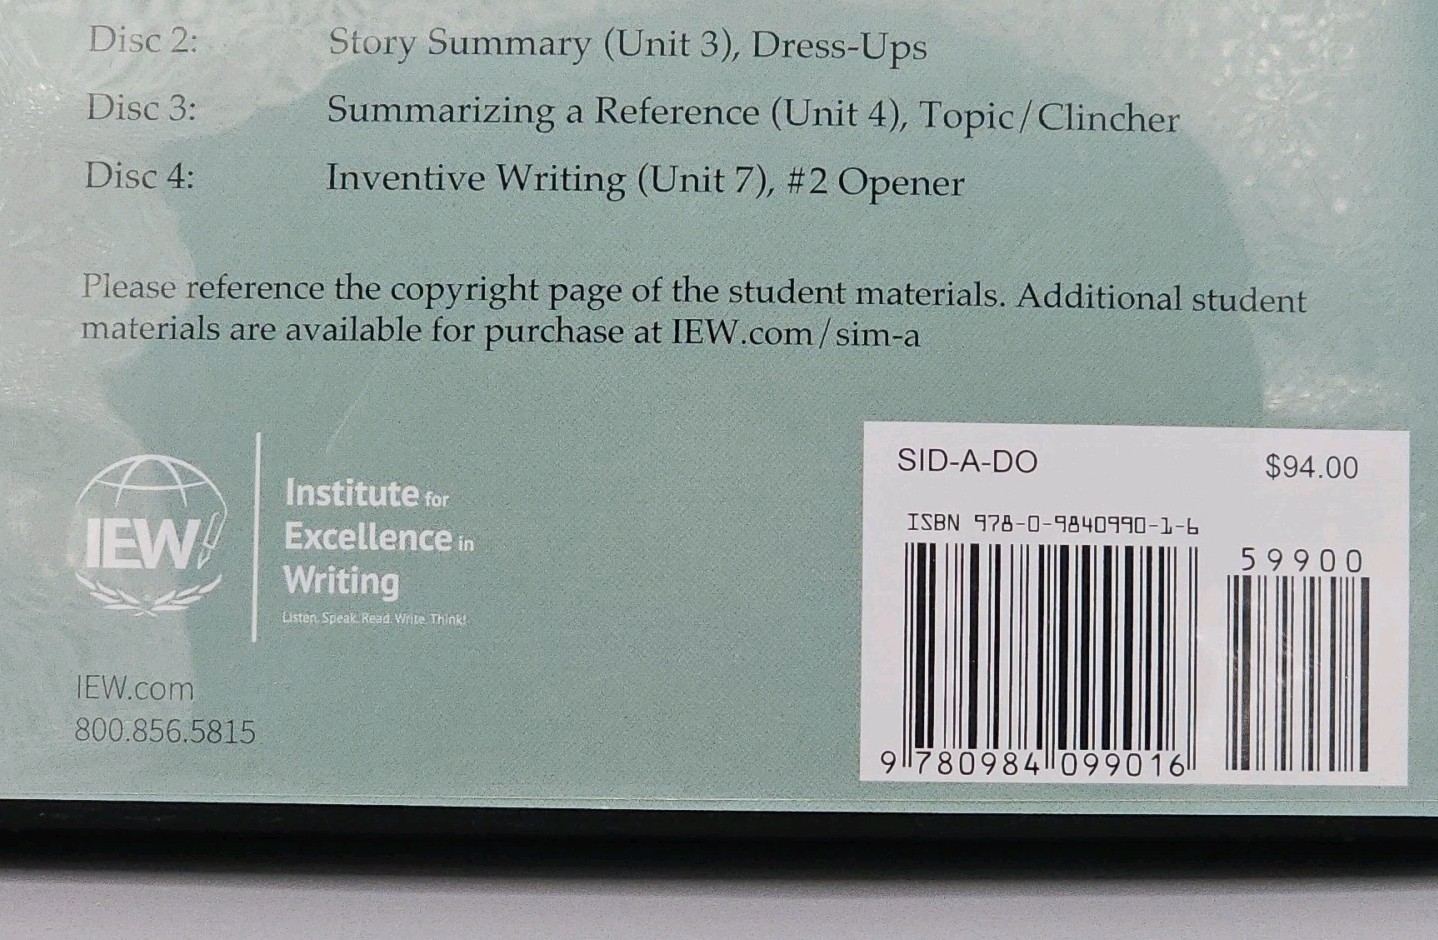 Disc 2: Story Summary (Unit 3), Dress-Ups
Disc 3: Summarizing a Reference (Unit 4), Topic/Clincher
Disc 4: Inventive Writing (Unit 7), #2 Opener
Please reference the copyright page of the student materials. Additional student
materials are available for purchase at IEW.com/sim-a
IEW
Institute for
Excellence in
Writing
Listen. Speak. Read. Write. Think!
IEW.com
800.856.5815
SID-A-DO $94.00
ISBN 978-0-9840990-1-6
59900
9 780984 099016